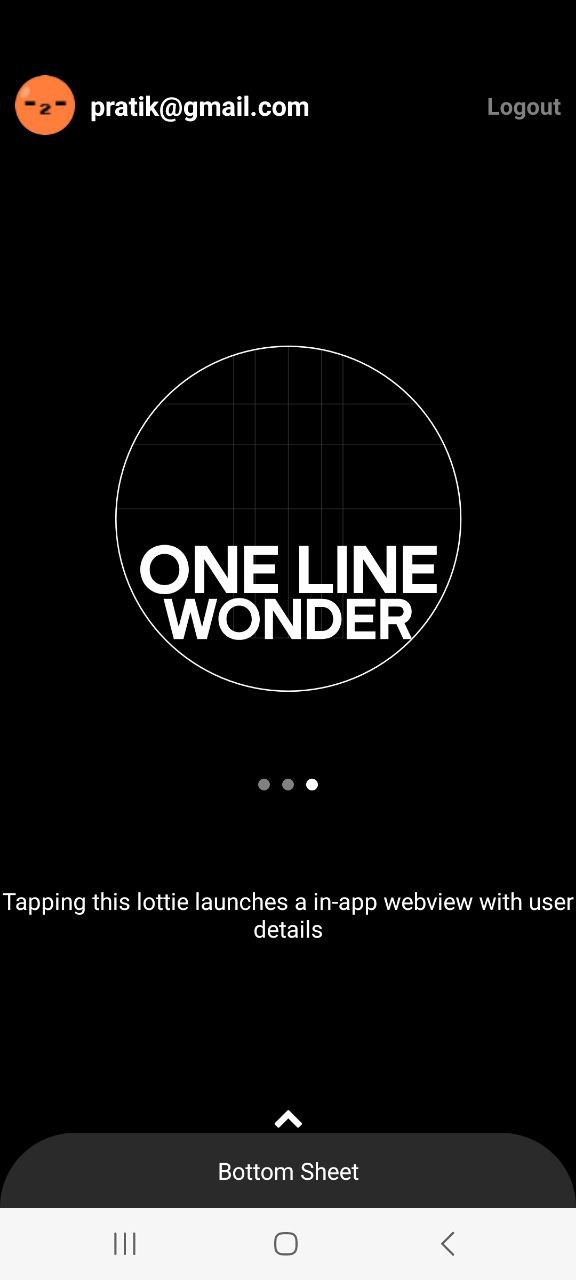 pratik@gmail.com
Logout
ONE LINE
WONDER
Tapping this lottie launches a in-app webview with user
details
Bottom Sheet